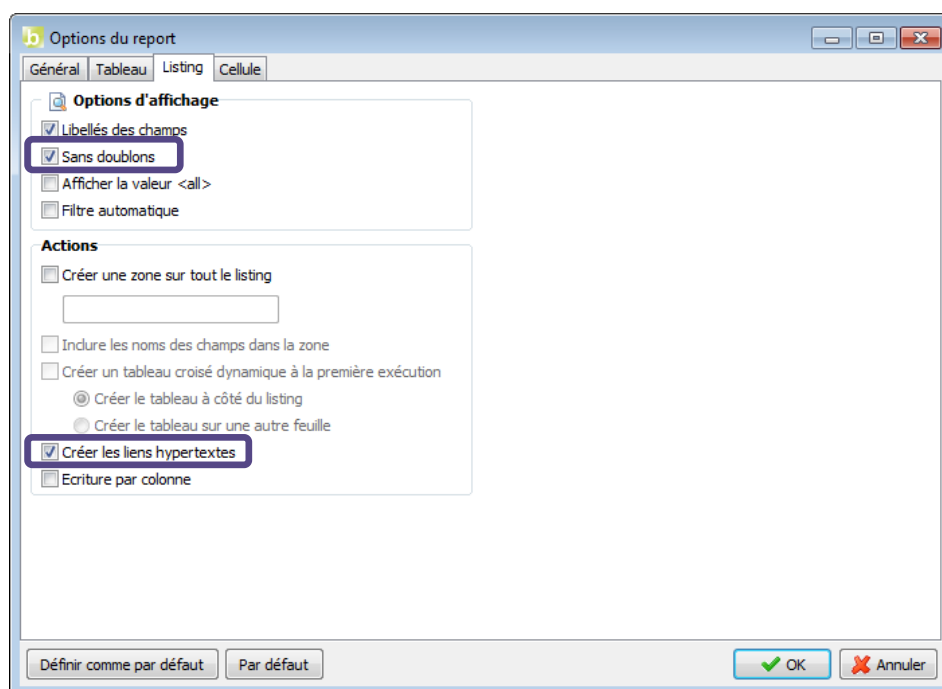 Options du report
Général Tableau Listing Cellule
Options d'affichage
Libellés des champs
Sans doublons
Afficher la valeur <all>
Filtre automatique
Actions
Créer une zone sur tout le listing
Inclure les noms des champs dans la zone
Créer un tableau croisé dynamique à la première exécution
Créer le tableau à côté du listing
Créer le tableau sur une autre feuille
Créer les liens hypertextes
Ecriture par colonne
Définir comme par défaut Par défaut OK Annuler